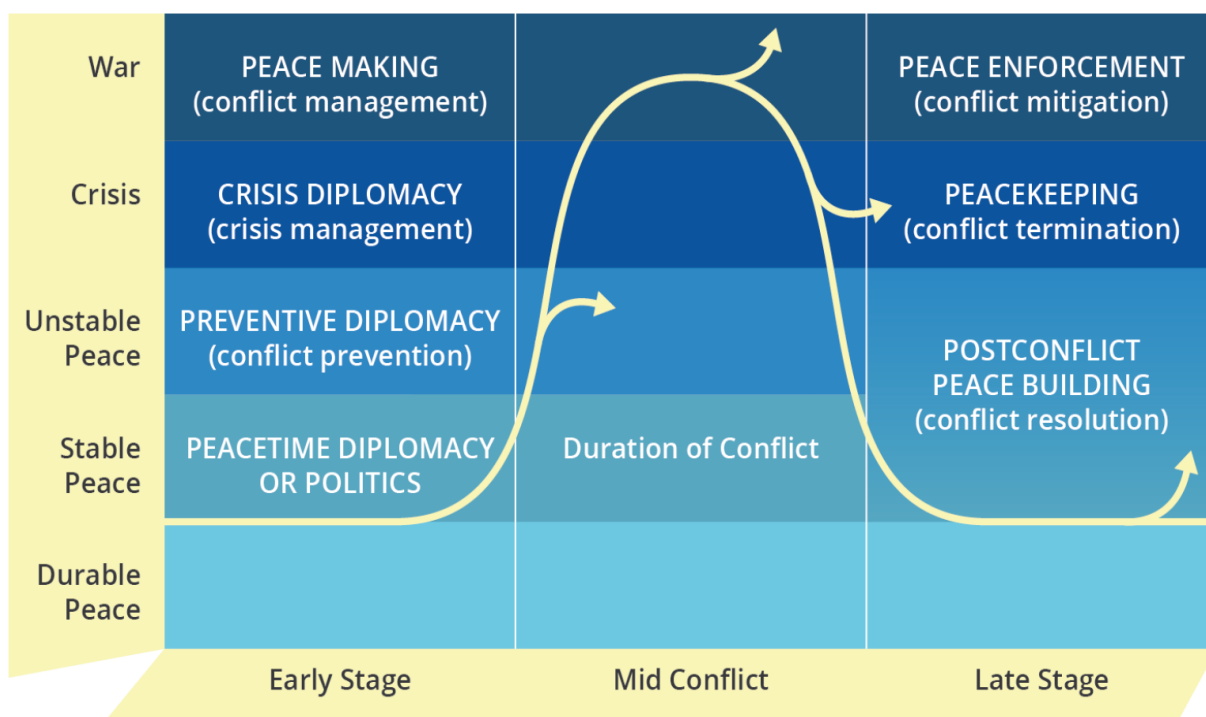 War
PEACE MAKING
(conflict management)
PEACE ENFORCEMENT
(conflict mitigation)
Crisis
CRISIS DIPLOMACY
(crisis management)
PEACEKEEPING
(conflict termination)
Unstable
Peace
PREVENTIVE DIPLOMACY
(conflict prevention)
POSTCONFLICT
PEACE BUILDING
(conflict resolution)
Stable
Peace
PEACETIME DIPLOMACY
OR POLITICS
Duration of Conflict
Durable
Peace
Early Stage
Mid Conflict
Late Stage